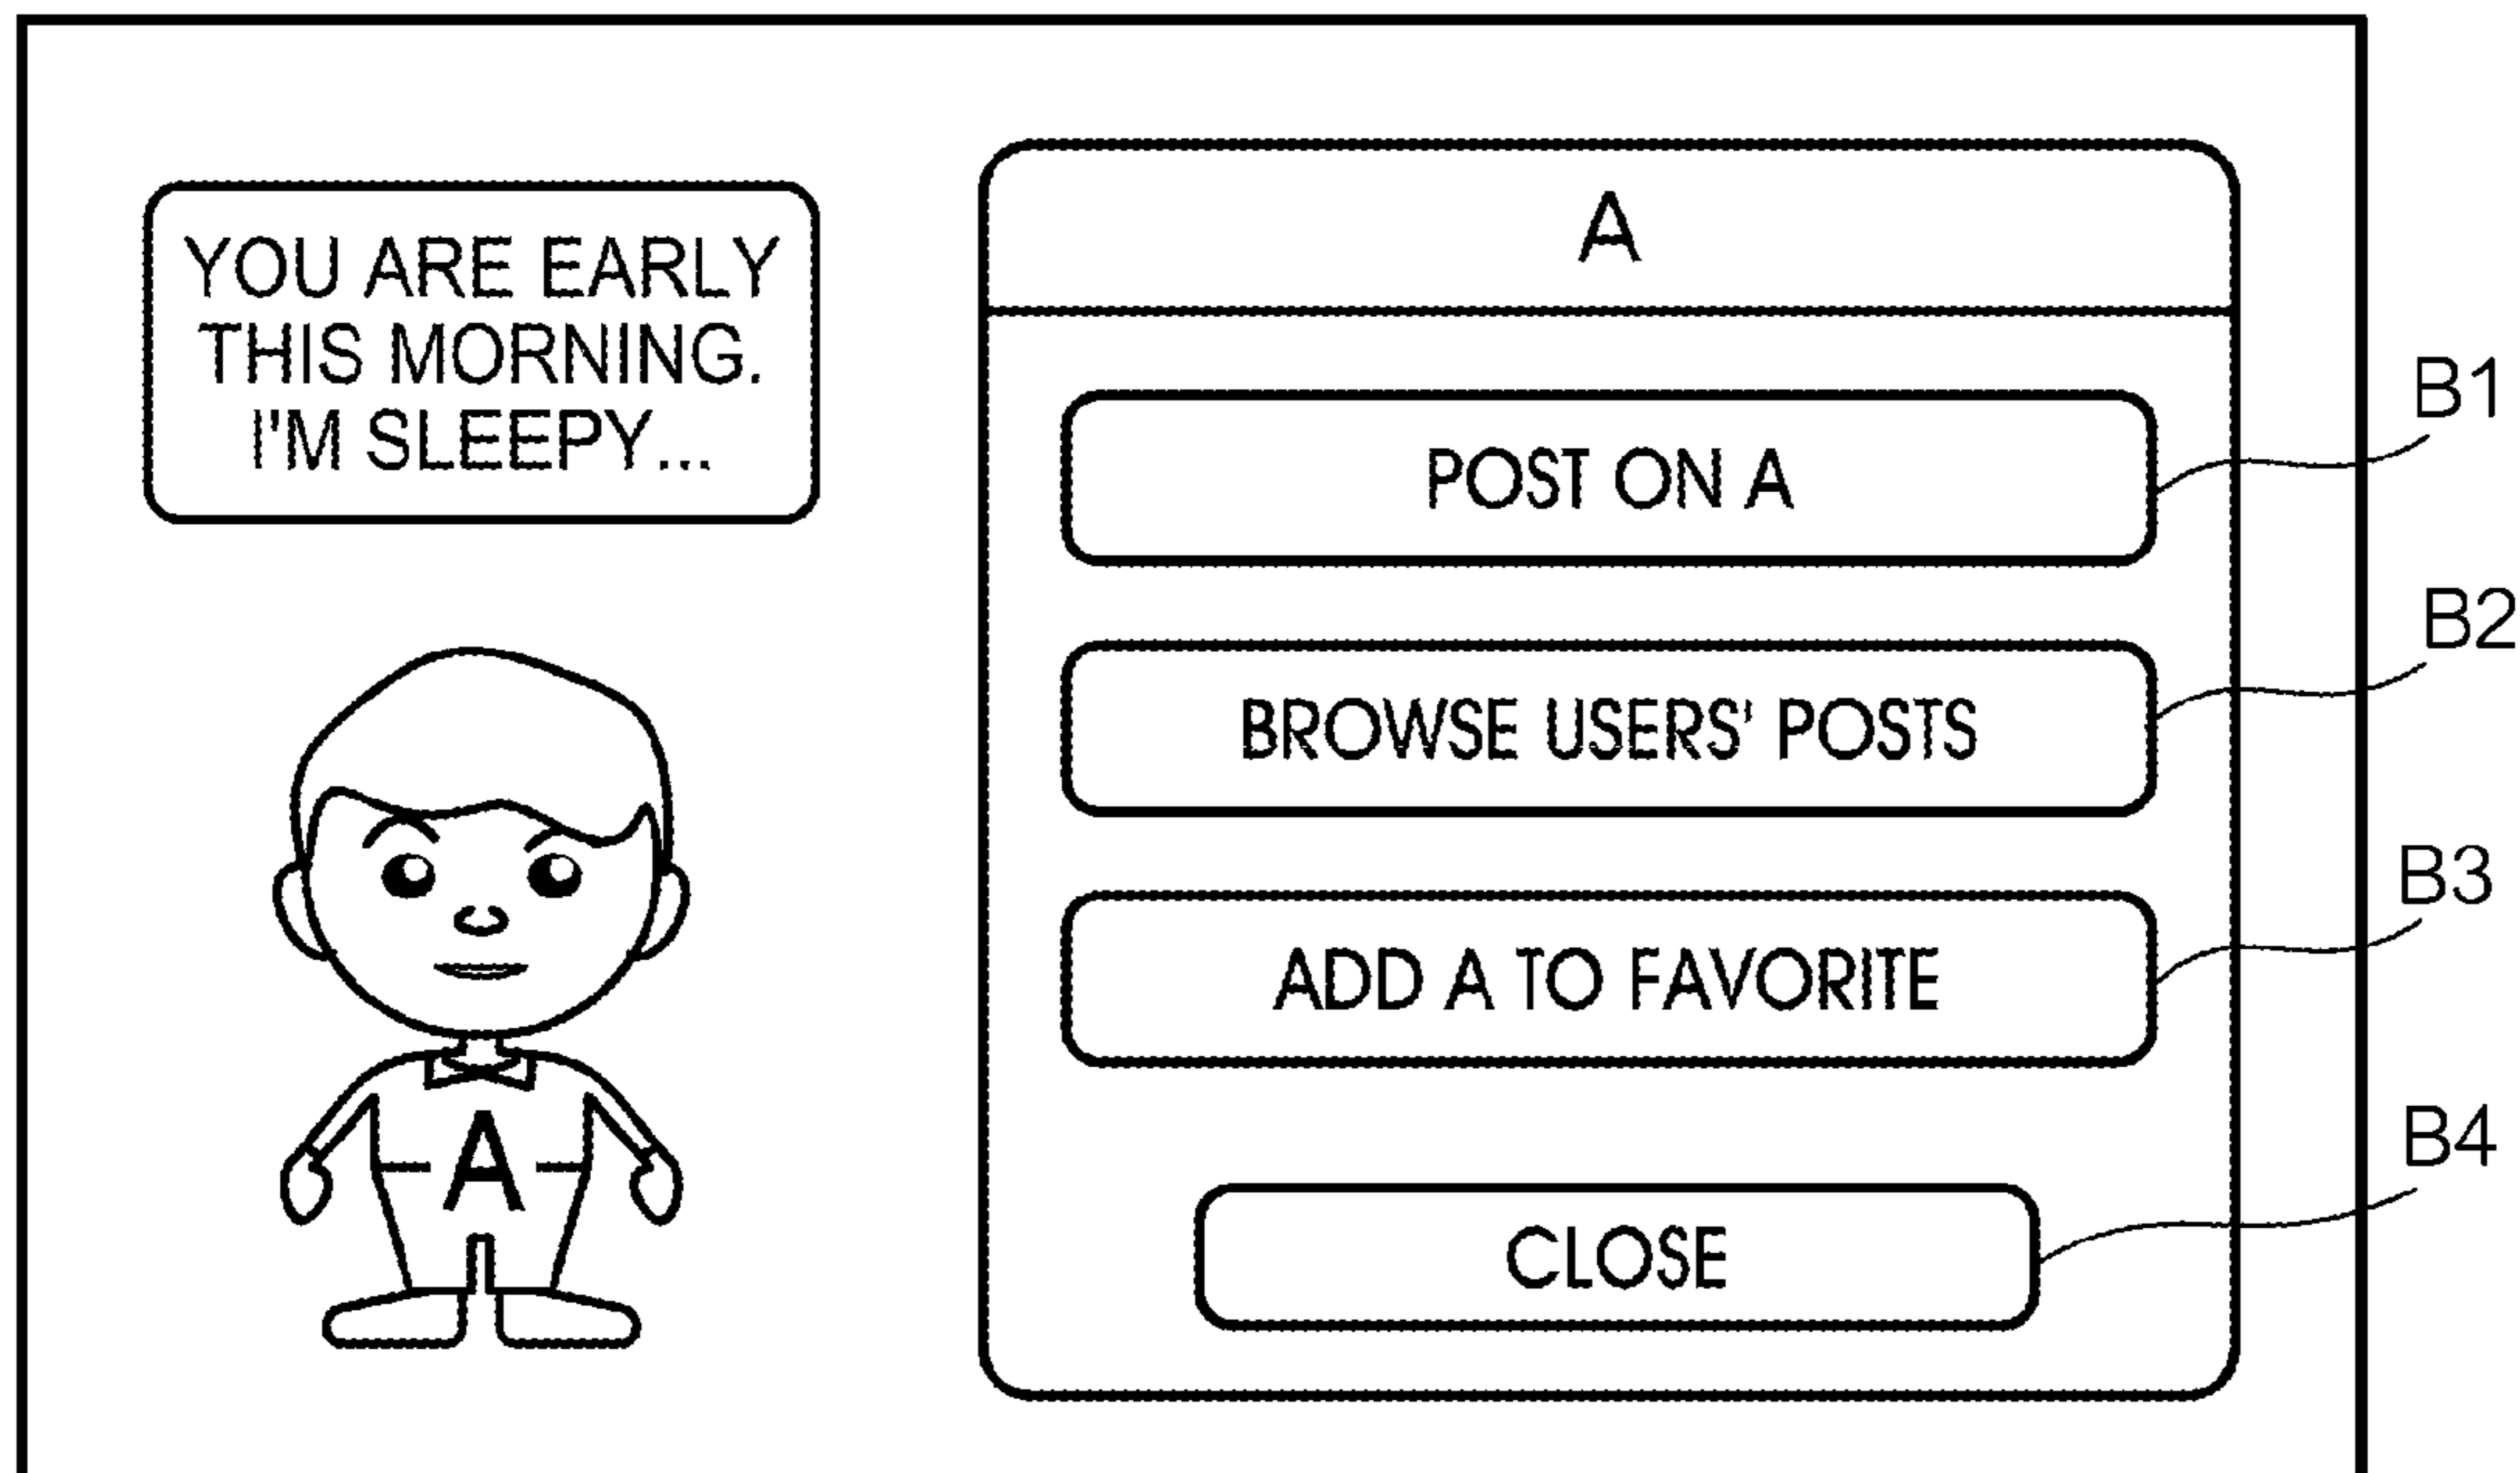 YOU ARE EARLY
THIS MORNING.
I'M SLEEPY...
A
A
POST ON A
BROWSE USERS' POSTS
ADD A TO FAVORITE
CLOSE
B1
B2
B3
B4